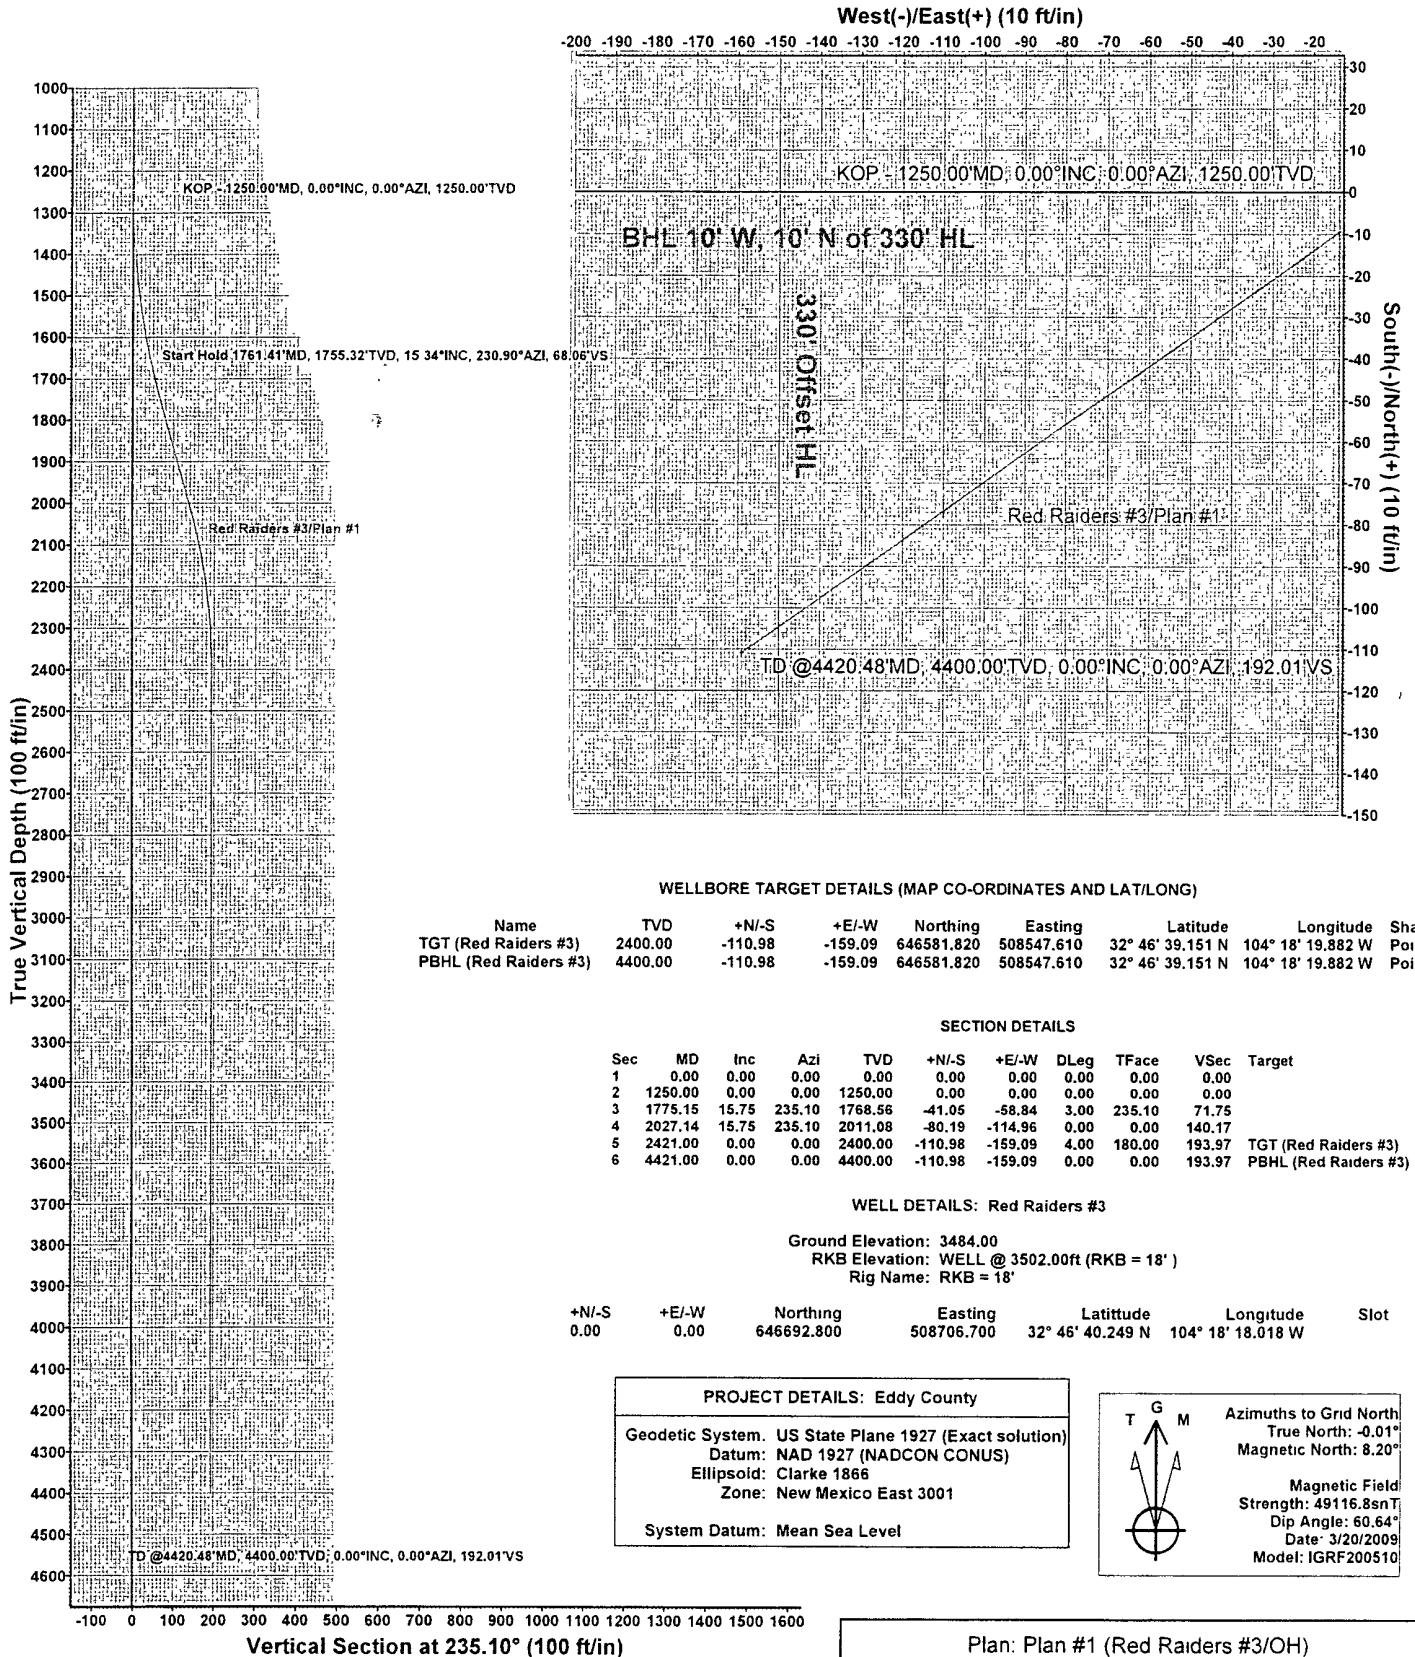 West(-)/East(+) (10 ft/in)
-200 -190 -180 -170 -160 -150 -140 -130 -120 -110 -100 -90 -80 -70 -60 -50 -40 -30 -20
30
20
10
0
-10
-20
-30
-40
-50
-60
-70
-80
-90
-100
-110
-120
-130
-140
-150
South(-)/North(+) (10 ft/in)
KOP - 1250.00'MD, 0.00°INC, 0.00°AZI, 1250.00'TVD
BHL 10' W, 10' N of 330' HL
330' Offset HL
Red Raiders #3/Plan #1
TD @4420.48'MD, 4400.00'TVD, 0.00°INC, 0.00°AZI, 192.01'VS
True Vertical Depth (100 ft/in)
1000
1100
1200
1300
1400
1500
1600
1700
1800
1900
2000
2100
2200
2300
2400
2500
2600
2700
2800
2900
3000
3100
3200
3300
3400
3500
3600
3700
3800
3900
4000
4100
4200
4300
4400
4500
4600
KOP - 1250.00'MD, 0.00°INC, 0.00°AZI, 1250.00'TVD
Start Hold 1761.41'MD, 1755.32'TVD, 15 34°INC, 230.90°AZI, 68.06'VS
Red Raiders #3/Plan #1
TD @4420.48'MD, 4400.00'TVD, 0.00°INC, 0.00°AZI, 192.01'VS
-100 0 100 200 300 400 500 600 700 800 900 1000 1100 1200 1300 1400 1500 1600
Vertical Section at 235.10° (100 ft/in)
WELLBORE TARGET DETAILS (MAP CO-ORDINATES AND LAT/LONG)
Name TVD +N/-S +E/-W Northing Easting Latitude Longitude Sha
TGT (Red Raiders #3) 2400.00 -110.98 -159.09 646581.820 508547.610 32° 46' 39.151 N 104° 18' 19.882 W Poi
PBHL (Red Raiders #3) 4400.00 -110.98 -159.09 646581.820 508547.610 32° 46' 39.151 N 104° 18' 19.882 W Poi
SECTION DETAILS
Sec MD Inc Azi TVD +N/-S +E/-W DLeg TFace VSec Target
1 0.00 0.00 0.00 0.00 0.00 0.00 0.00 0.00 0.00
2 1250.00 0.00 0.00 1250.00 0.00 0.00 0.00 0.00 0.00
3 1775.15 15.75 235.10 1768.56 -41.05 -58.84 3.00 235.10 71.75
4 2027.14 15.75 235.10 2011.08 -80.19 -114.96 0.00 0.00 140.17
5 2421.00 0.00 0.00 2400.00 -110.98 -159.09 4.00 180.00 193.97 TGT (Red Raiders #3)
6 4421.00 0.00 0.00 4400.00 -110.98 -159.09 0.00 0.00 193.97 PBHL (Red Raiders #3)
WELL DETAILS: Red Raiders #3
Ground Elevation: 3484.00
RKB Elevation: WELL @ 3502.00ft (RKB = 18' )
Rig Name: RKB = 18'
+N/-S +E/-W Northing Easting Latittude Longitude Slot
0.00 0.00 646692.800 508706.700 32° 46' 40.249 N 104° 18' 18.018 W
PROJECT DETAILS: Eddy County
Geodetic System. US State Plane 1927 (Exact solution)
Datum: NAD 1927 (NADCON CONUS)
Ellipsoid: Clarke 1866
Zone: New Mexico East 3001
System Datum: Mean Sea Level
T G M
Azimuths to Grid North
True North: -0.01°
Magnetic North: 8.20°
Magnetic Field
Strength: 49116.8snT
Dip Angle: 60.64°
Date: 3/20/2009
Model: IGRF200510
Plan: Plan #1 (Red Raiders #3/OH)